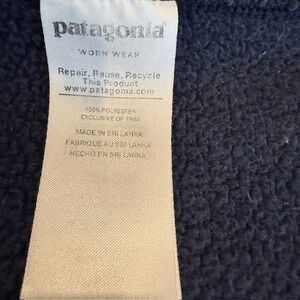 patagonia
WORN WEAR
Repair, Reuse, Recycle
This Product
www.patagonia.com
100% POLYESTER
EXCLUSIVE OF TRIM
MADE IN SRI LANKA
FABRIQUÉ AU SRI LANKA
HECHO EN SRI LANKA